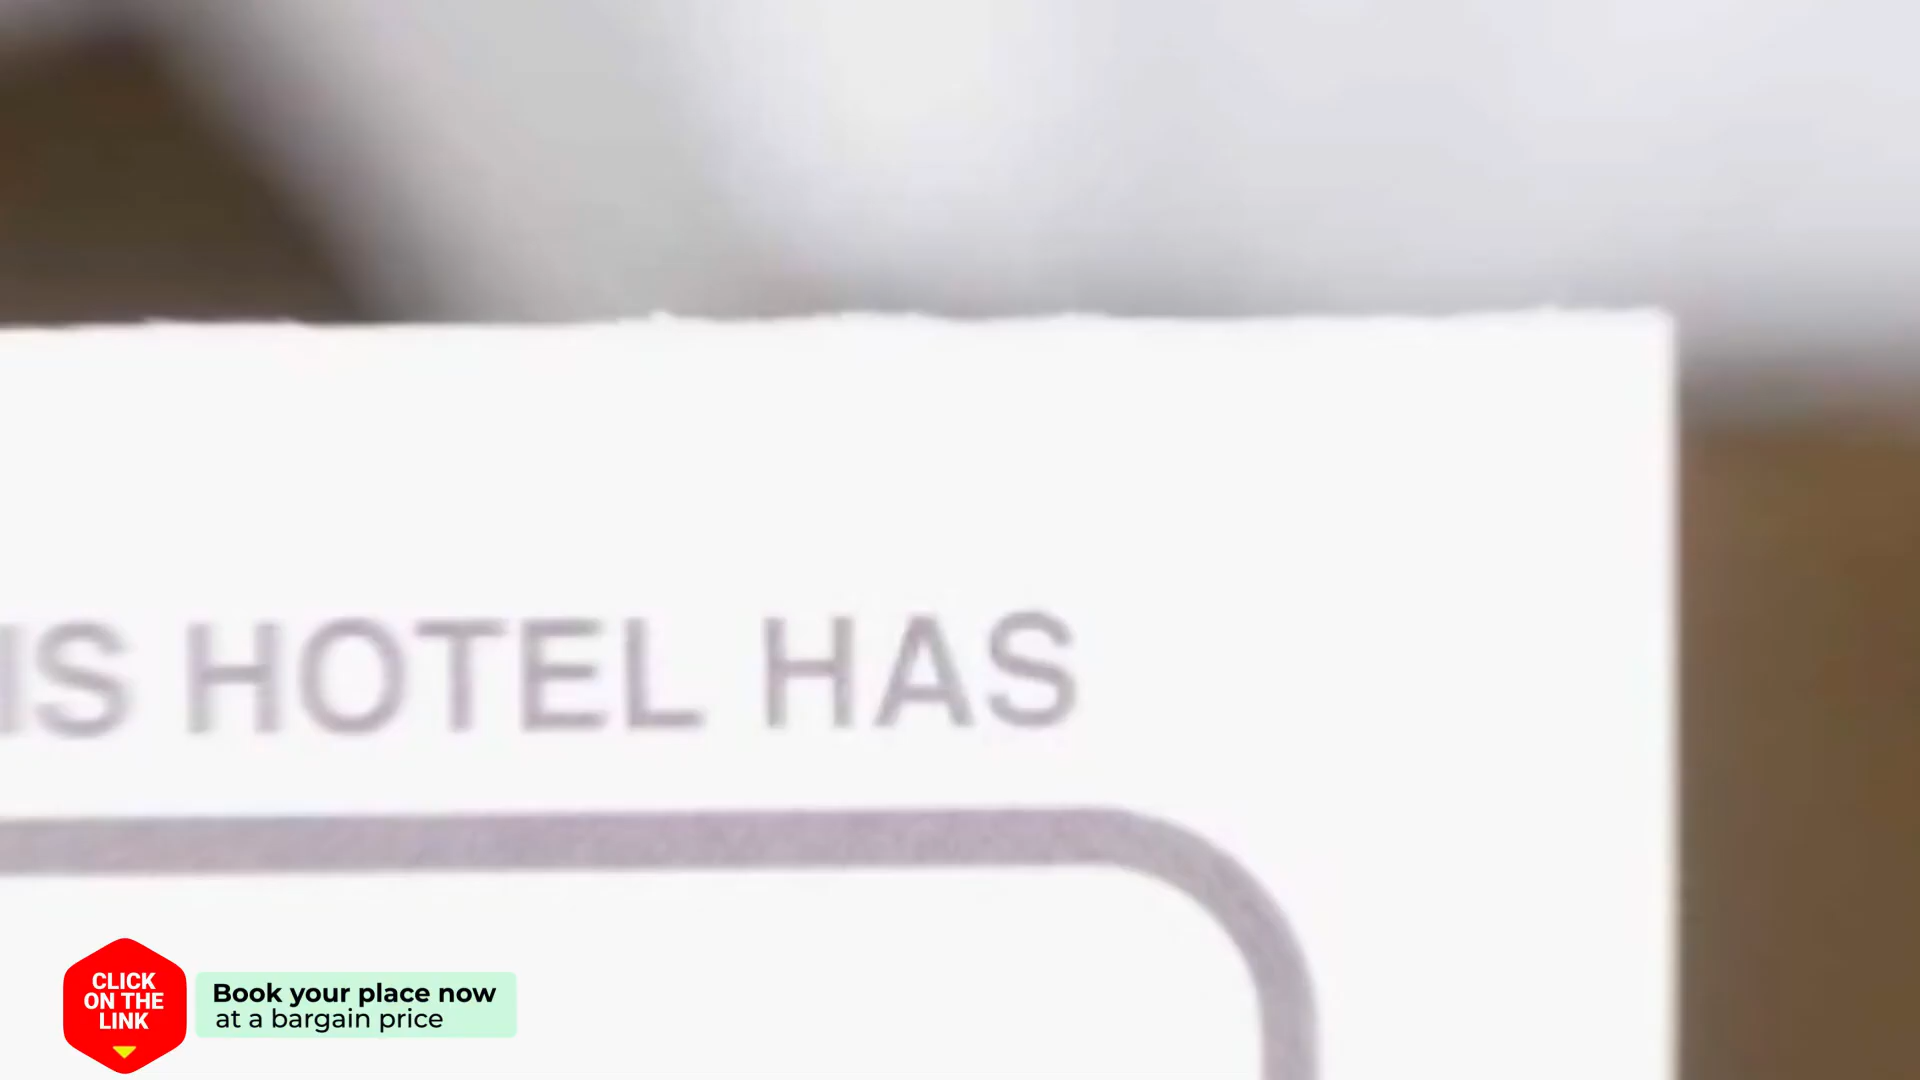 IS HOTEL HAS
CLICK
ON THE
LINK
Book your place now
at a bargain price